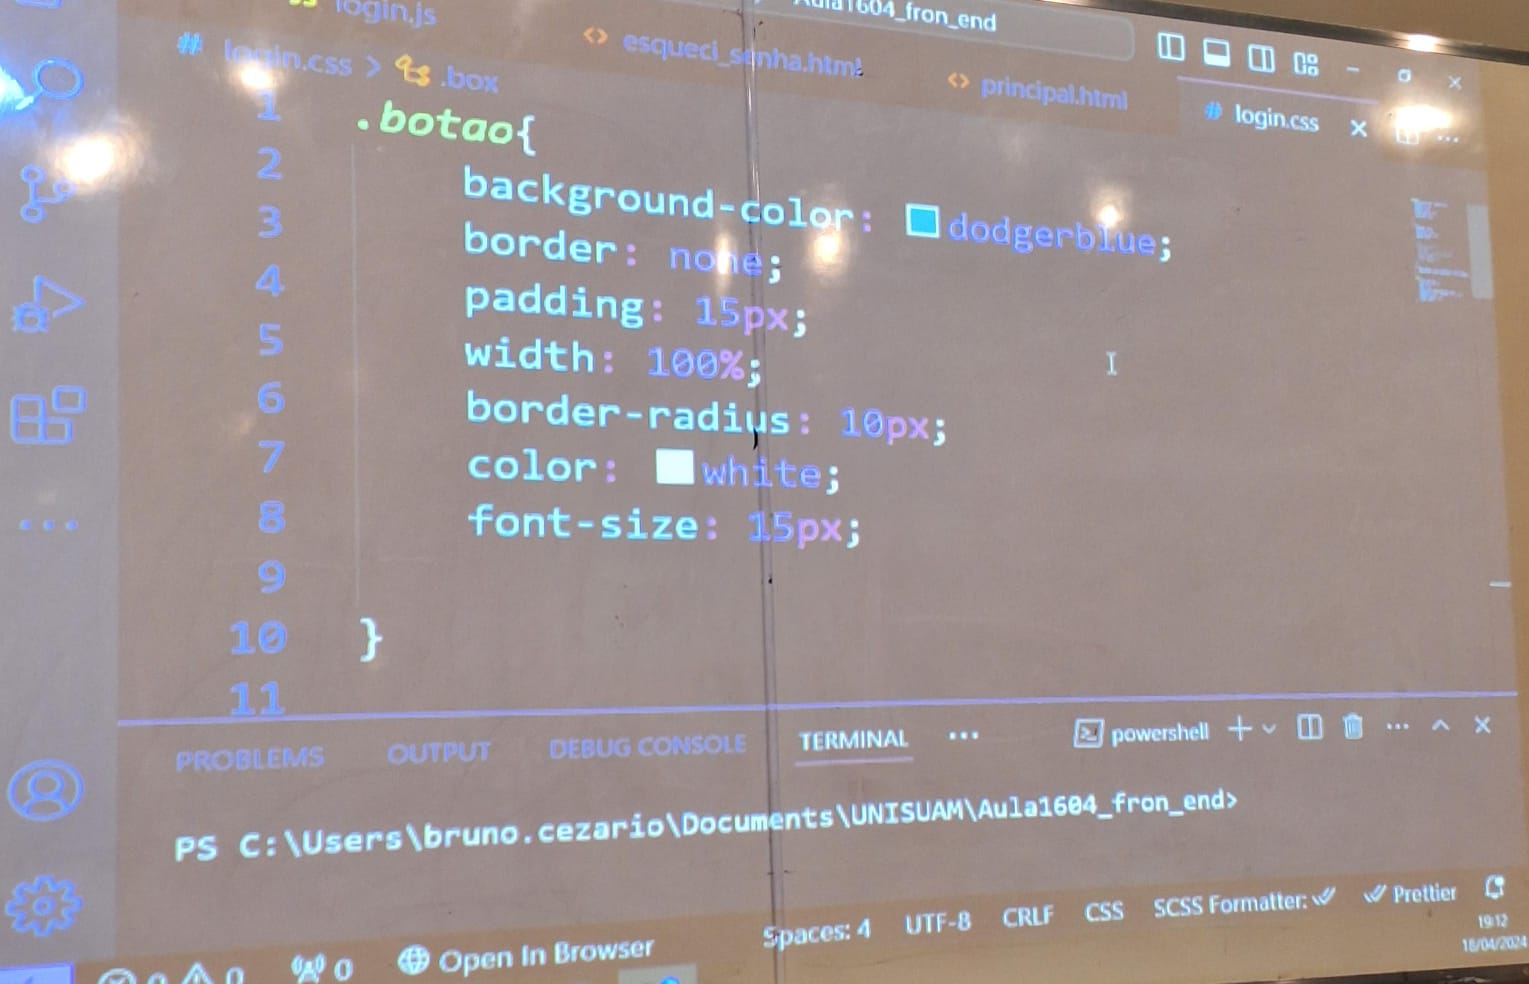 Aula1604_fron_end
login.js
esqueci_senha.html
principal.html
login.css
login.css > .box
1 .botao{
2 background-color: dodgerblue;
3 border: none;
4 padding: 15px;
5 width: 100%;
6 border-radius: 10px;
7 color: white;
8 font-size: 15px;
9
10 }
11
PROBLEMS OUTPUT DEBUG CONSOLE TERMINAL ... powershell
PS C:\Users\bruno.cezario\Documents\UNISUAM\Aula1604_fron_end>
0 0 0 Open In Browser Spaces: 4 UTF-8 CRLF CSS SCSS Formatter: Prettier
19:12